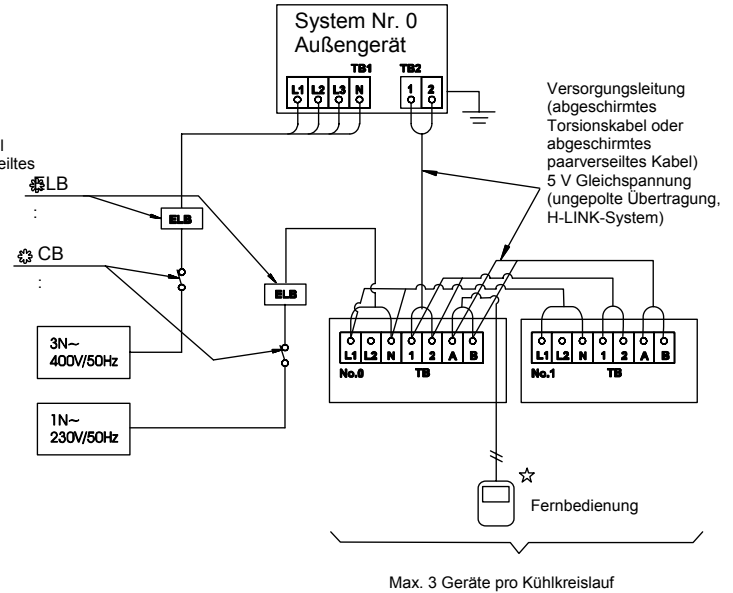 System Nr. 0
Außengerät
TB1
TB2
L1 L2 L3 N
1 2
Versorgungsleitung
(abgeschirmtes
Torsionskabel oder
abgeschirmtes
paarverseiltes Kabel)
5 V Gleichspannung
(ungepolte Übertragung,
H-LINK-System)
l
eiltes
LB
:
ELB
CB
:
ELB
3N~
400V/50Hz
1N~
230V/50Hz
L1 L2 N 1 2 A B
No.0 TB
L1 L2 N 1 2 A B
No.1 TB
Fernbedienung
Max. 3 Geräte pro Kühlkreislauf